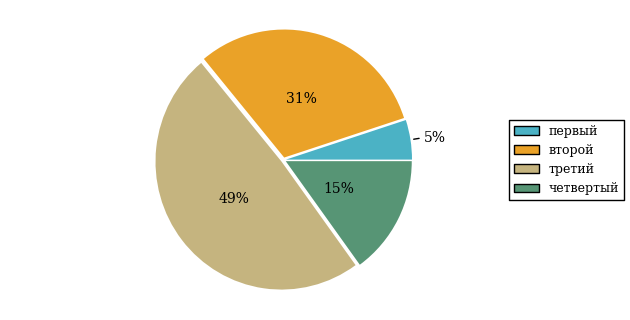 31%
5%
15%
49%
первый
второй
третий
четвертый